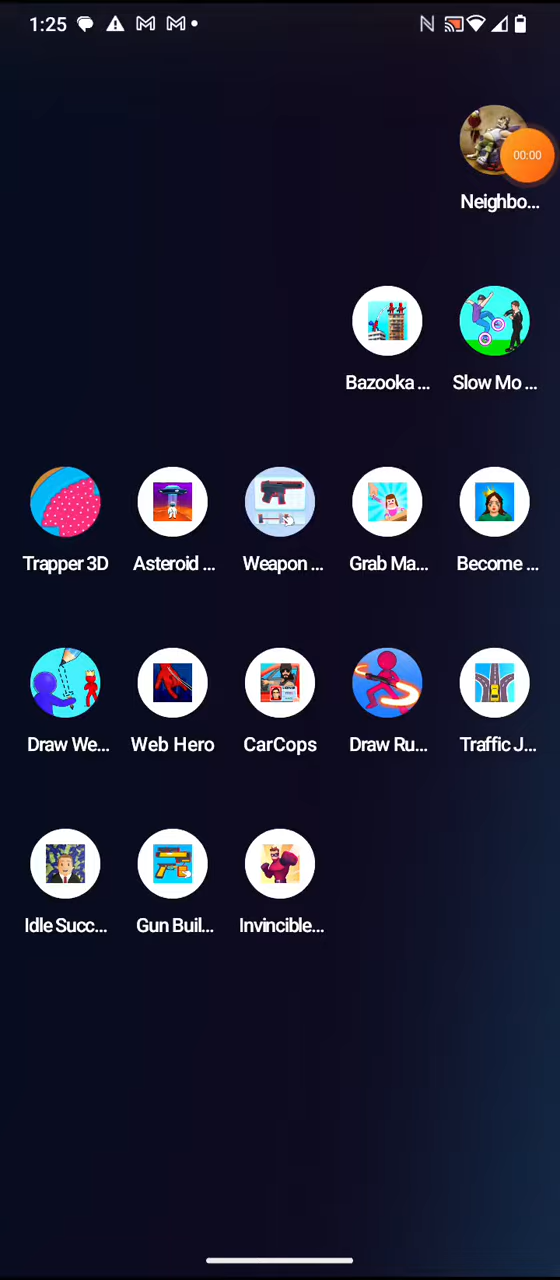 1:25
00:00
Neighbo...
Bazooka ... Slow Mo ...
Trapper 3D Asteroid ... Weapon ... Grab Ma... Become ...
Draw We... Web Hero CarCops Draw Ru... Traffic J...
Idle Succ... Gun Buil... Invincible...